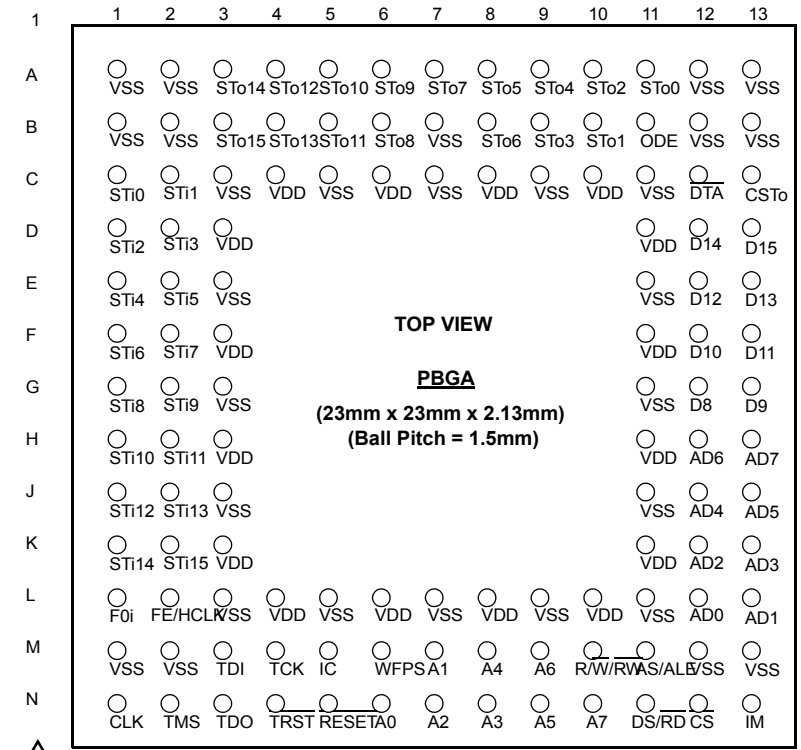 1
1 2 3 4 5 6 7 8 9 10 11 12 13
A
VSS VSS STo14 STo12 STo10 STo9 STo7 STo5 STo4 STo2 STo0 VSS VSS
B
VSS VSS STo15 STo13 STo11 STo8 VSS STo6 STo3 STo1 ODE VSS VSS
C
STi0 STi1 VSS VDD VSS VDD VSS VDD VSS VDD VSS DTA CSTo
D
STi2 STi3 VDD VDD D14 D15
E
STi4 STi5 VSS VSS D12 D13
F
STi6 STi7 VDD TOP VIEW VDD D10 D11
G
PBGA
STi8 STi9 VSS VSS D8 D9
(23mm x 23mm x 2.13mm)
H
(Ball Pitch = 1.5mm)
STi10 STi11 VDD VDD AD6 AD7
J
STi12 STi13 VSS VSS AD4 AD5
K
STi14 STi15 VDD VDD AD2 AD3
L
F0i FE/HCLK VSS VDD VSS VDD VSS VDD VSS VDD VSS AD0 AD1
M
VSS VSS TDI TCK IC WFPS A1 A4 A6 R/W/RW AS/ALE VSS VSS
N
CLK TMS TDO TRST RESET A0 A2 A3 A5 A7 DS/RD CS IM